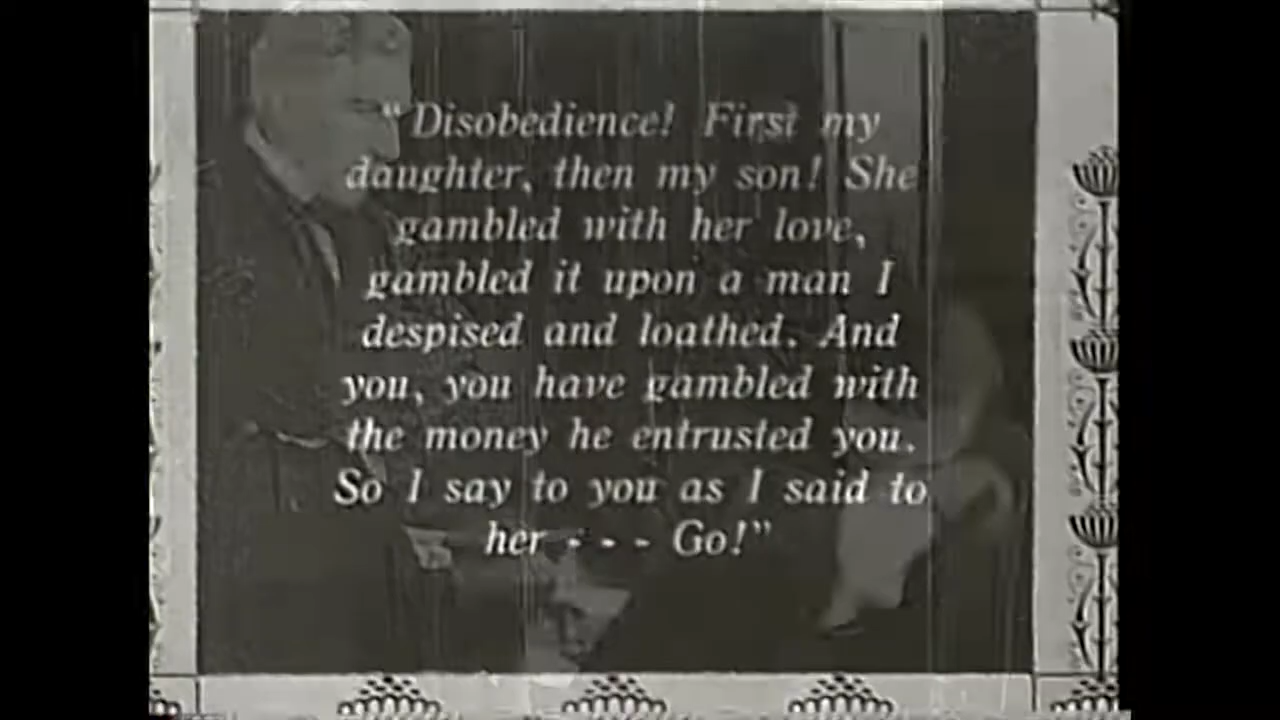 "Disobedience! First my
daughter, then my son! She
gambled with her love,
gambled it upon a man I
despised and loathed. And
you, you have gambled with
the money he entrusted you.
So I say to you as I said to
her - - - Go!"